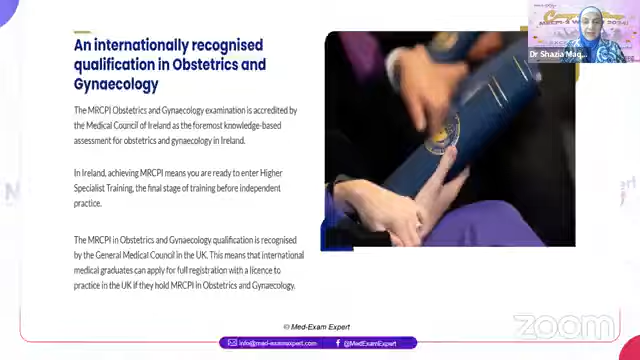 An internationally recognised
qualification in Obstetrics and
Gynaecology
The MRCPI Obstetrics and Gynaecology examination is accredited by
the Medical Council of Ireland as the foremost knowledge-based
assessment for obstetrics and gynaecology in Ireland.
In Ireland, achieving MRCPI means you are ready to enter Higher
Specialist Training, the final stage of training before independent
practice.
The MRCPI in Obstetrics and Gynaecology qualification is recognised
by the General Medical Council in the UK. This means that international
medical graduates can apply for full registration with a licence to
practice in the UK if they hold MRCPI in Obstetrics and Gynaecology.
© Med-Exam Expert
info@med-examexpert.com
@MedExamExpert
Dr Shazia Maq...
zoom